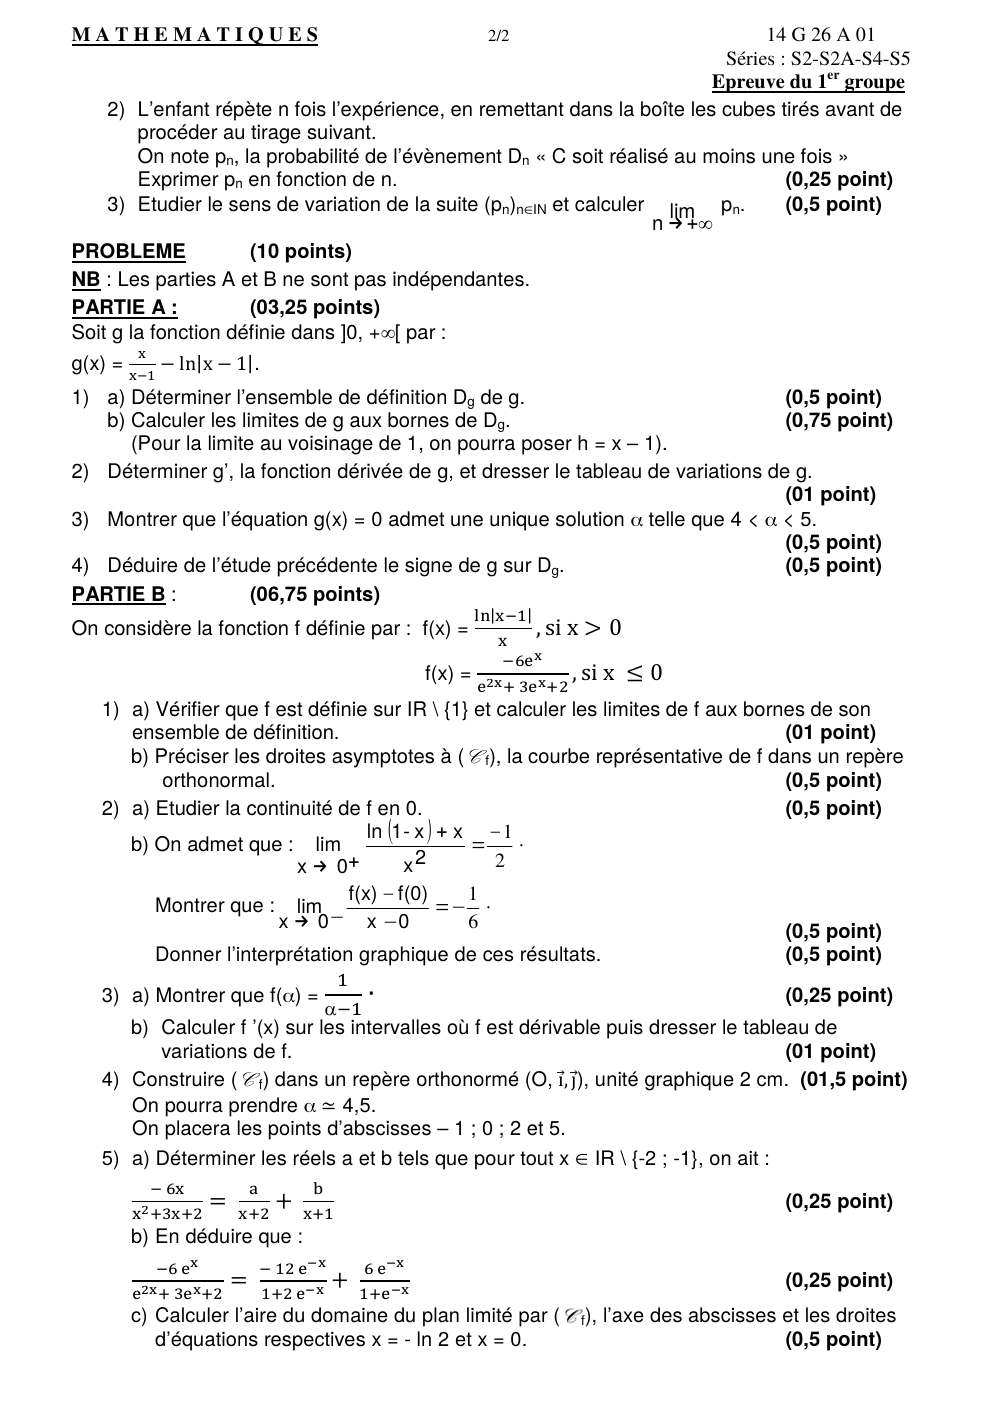 MATHEMATIQUES 2/2 14 G 26 A 01
Séries : S2-S2A-S4-S5
Epreuve du 1er groupe
2) L'enfant répète n fois l'expérience, en remettant dans la boîte les cubes tirés avant de
procéder au tirage suivant.
On note pn, la probabilité de l'évènement Dn « C soit réalisé au moins une fois »
Exprimer pn en fonction de n. (0,25 point)
3) Etudier le sens de variation de la suite (pn)n∈IN et calculer lim n → +∞ pn. (0,5 point)
PROBLEME (10 points)
NB : Les parties A et B ne sont pas indépendantes.
PARTIE A : (03,25 points)
Soit g la fonction définie dans ]0, +∞[ par :
g(x) = x/(x−1) − ln|x − 1|.
1) a) Déterminer l'ensemble de définition Dg de g. (0,5 point)
b) Calculer les limites de g aux bornes de Dg. (0,75 point)
(Pour la limite au voisinage de 1, on pourra poser h = x – 1).
2) Déterminer g', la fonction dérivée de g, et dresser le tableau de variations de g.
(01 point)
3) Montrer que l'équation g(x) = 0 admet une unique solution α telle que 4 < α < 5.
(0,5 point)
4) Déduire de l'étude précédente le signe de g sur Dg. (0,5 point)
PARTIE B : (06,75 points)
On considère la fonction f définie par : f(x) = ln|x−1|/x , si x > 0
f(x) = −6e^x/(e^2x + 3e^x+2) , si x ≤ 0
1) a) Vérifier que f est définie sur IR \ {1} et calculer les limites de f aux bornes de son
ensemble de définition. (01 point)
b) Préciser les droites asymptotes à (𝒞f), la courbe représentative de f dans un repère
orthonormal. (0,5 point)
2) a) Etudier la continuité de f en 0. (0,5 point)
b) On admet que : lim x → 0+ (ln (1- x) + x)/x^2 = −1/2 ·
Montrer que : lim x → 0− (f(x) − f(0))/(x − 0) = − 1/6 ·
(0,5 point)
Donner l'interprétation graphique de ces résultats. (0,5 point)
3) a) Montrer que f(α) = 1/(α−1) . (0,25 point)
b) Calculer f '(x) sur les intervalles où f est dérivable puis dresser le tableau de
variations de f. (01 point)
4) Construire (𝒞f) dans un repère orthonormé (O, i⃗, j⃗), unité graphique 2 cm. (01,5 point)
On pourra prendre α ≃ 4,5.
On placera les points d'abscisses – 1 ; 0 ; 2 et 5.
5) a) Déterminer les réels a et b tels que pour tout x ∈ IR \ {-2 ; -1}, on ait :
− 6x/(x²+3x+2) = a/(x+2) + b/(x+1) (0,25 point)
b) En déduire que :
−6 e^x/(e^2x + 3e^x+2) = − 12 e^−x/(1+2 e^−x) + 6 e^−x/(1+e^−x) (0,25 point)
c) Calculer l'aire du domaine du plan limité par (𝒞f), l'axe des abscisses et les droites
d'équations respectives x = - ln 2 et x = 0. (0,5 point)